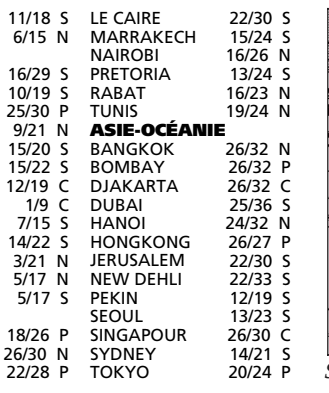 11/18 S LE CAIRE 22/30 S
6/15 N MARRAKECH 15/24 S
NAIROBI 16/26 N
16/29 S PRETORIA 13/24 S
10/19 S RABAT 16/23 N
25/30 P TUNIS 19/24 N
9/21 N ASIE-OCÉANIE
15/20 S BANGKOK 26/32 N
15/22 S BOMBAY 26/32 P
12/19 C DJAKARTA 26/32 C
1/9 C DUBAI 25/36 S
7/15 S HANOI 24/32 N
14/22 S HONGKONG 26/27 P
3/21 N JERUSALEM 22/30 S
5/17 N NEW DEHLI 22/33 S
5/17 S PEKIN 12/19 S
SEOUL 13/23 S
18/26 P SINGAPOUR 26/30 C
26/30 N SYDNEY 14/21 S
22/28 P TOKYO 20/24 P